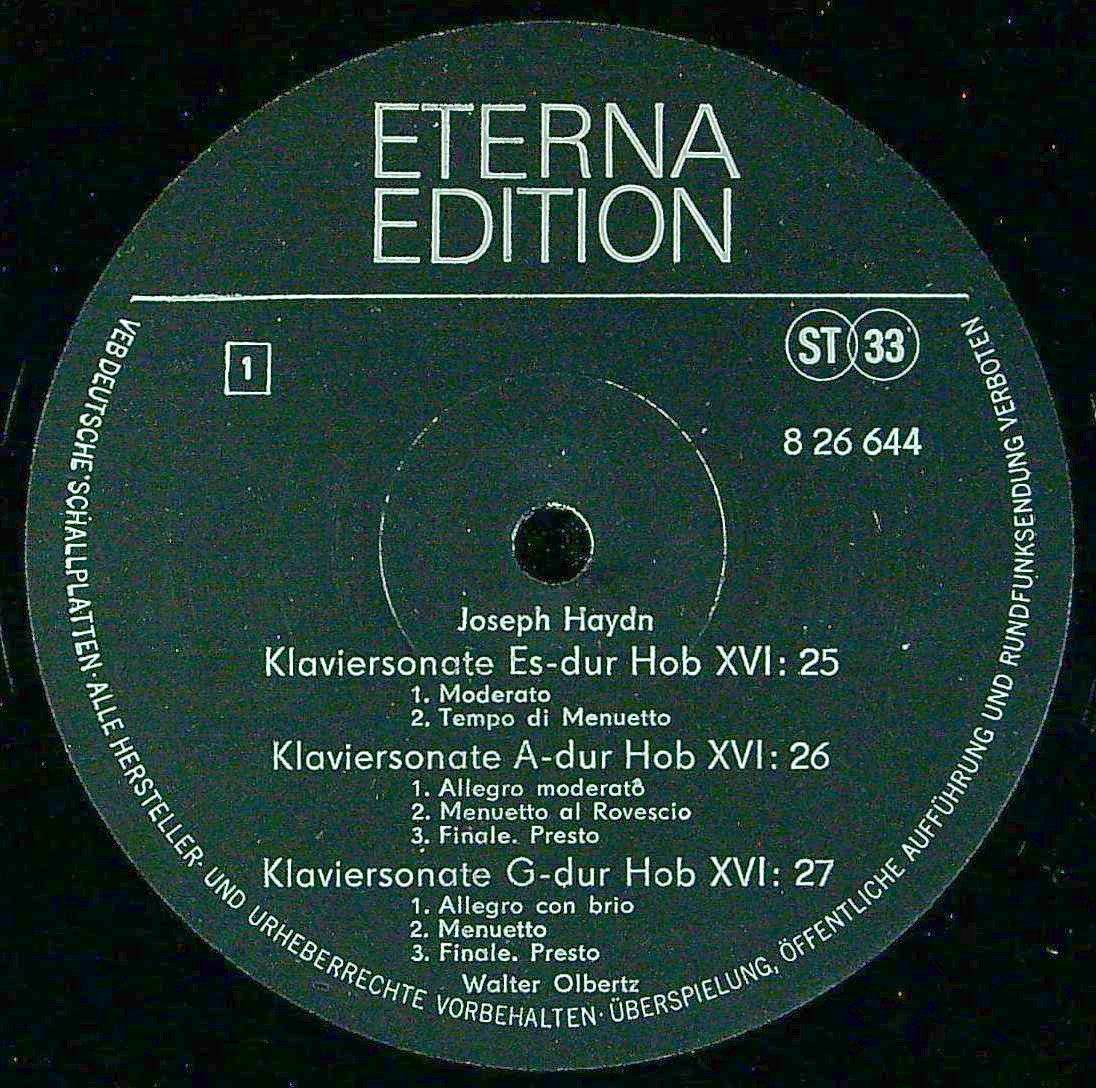 ETERNA
EDITION
1
ST 33
8 26 644
Joseph Haydn
Klaviersonate Es-dur Hob XVI: 25
1. Moderato
2. Tempo di Menuetto
Klaviersonate A-dur Hob XVI: 26
1. Allegro moderato
2. Menuetto al Rovescio
3. Finale. Presto
Klaviersonate G-dur Hob XVI: 27
1. Allegro con brio
2. Menuetto
3. Finale. Presto
Walter Olbertz
VEB DEUTSCHE SCHALLPLATTEN · ALLE HERSTELLER- UND URHEBERRECHTE VORBEHALTEN · ÜBERSPIELUNG, ÖFFENTLICHE AUFFÜHRUNG UND RUNDFUNKSENDUNG VERBOTEN